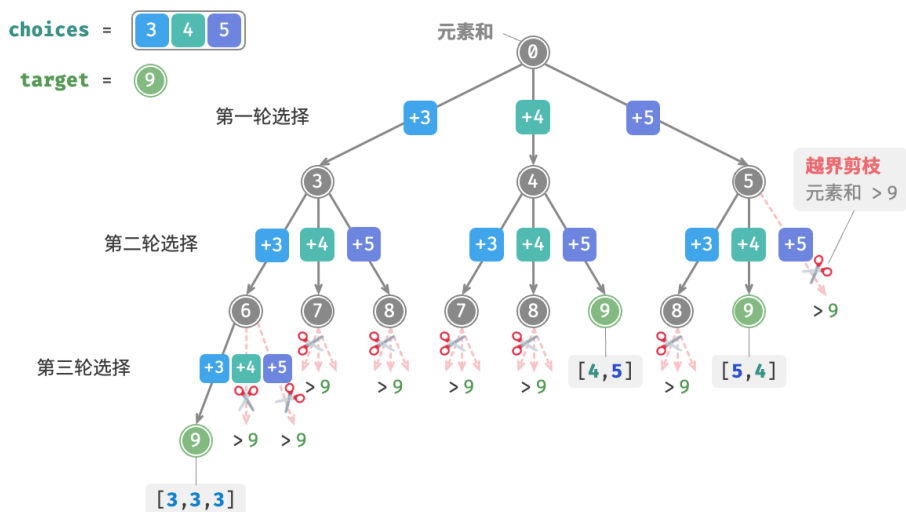 choices = 3 4 5
元素和
0
target = 9
第一轮选择
+3 +4 +5
3 4 5
越界剪枝
元素和 > 9
第二轮选择
+3 +4 +5 +3 +4 +5 +3 +4 +5
> 9
6 7 8 7 8 9 8 9
第三轮选择
+3 +4 +5
> 9 > 9 > 9 > 9 > 9
[4,5] [5,4]
9 > 9 > 9
[3,3,3]